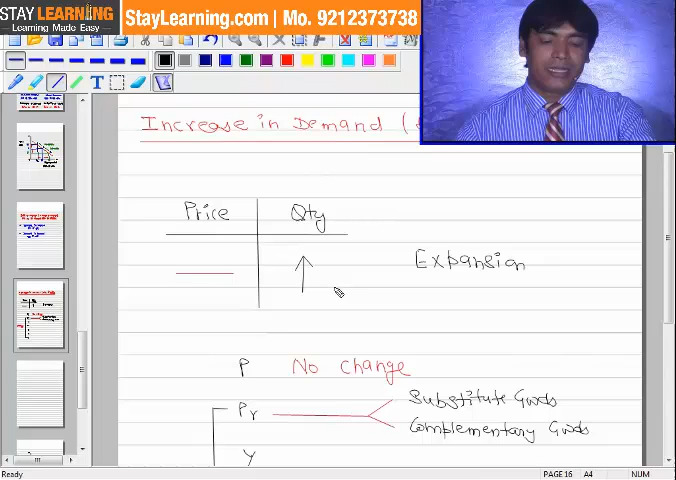 STAY LEARNING
Learning Made Easy
StayLearning.com | Mo. 9212373738
Increase in Demand (
Price Qty
Expansion
P No change
Pr Substitute Goods
Complementary Goods
Y
Ready PAGE 16 A4 NUM